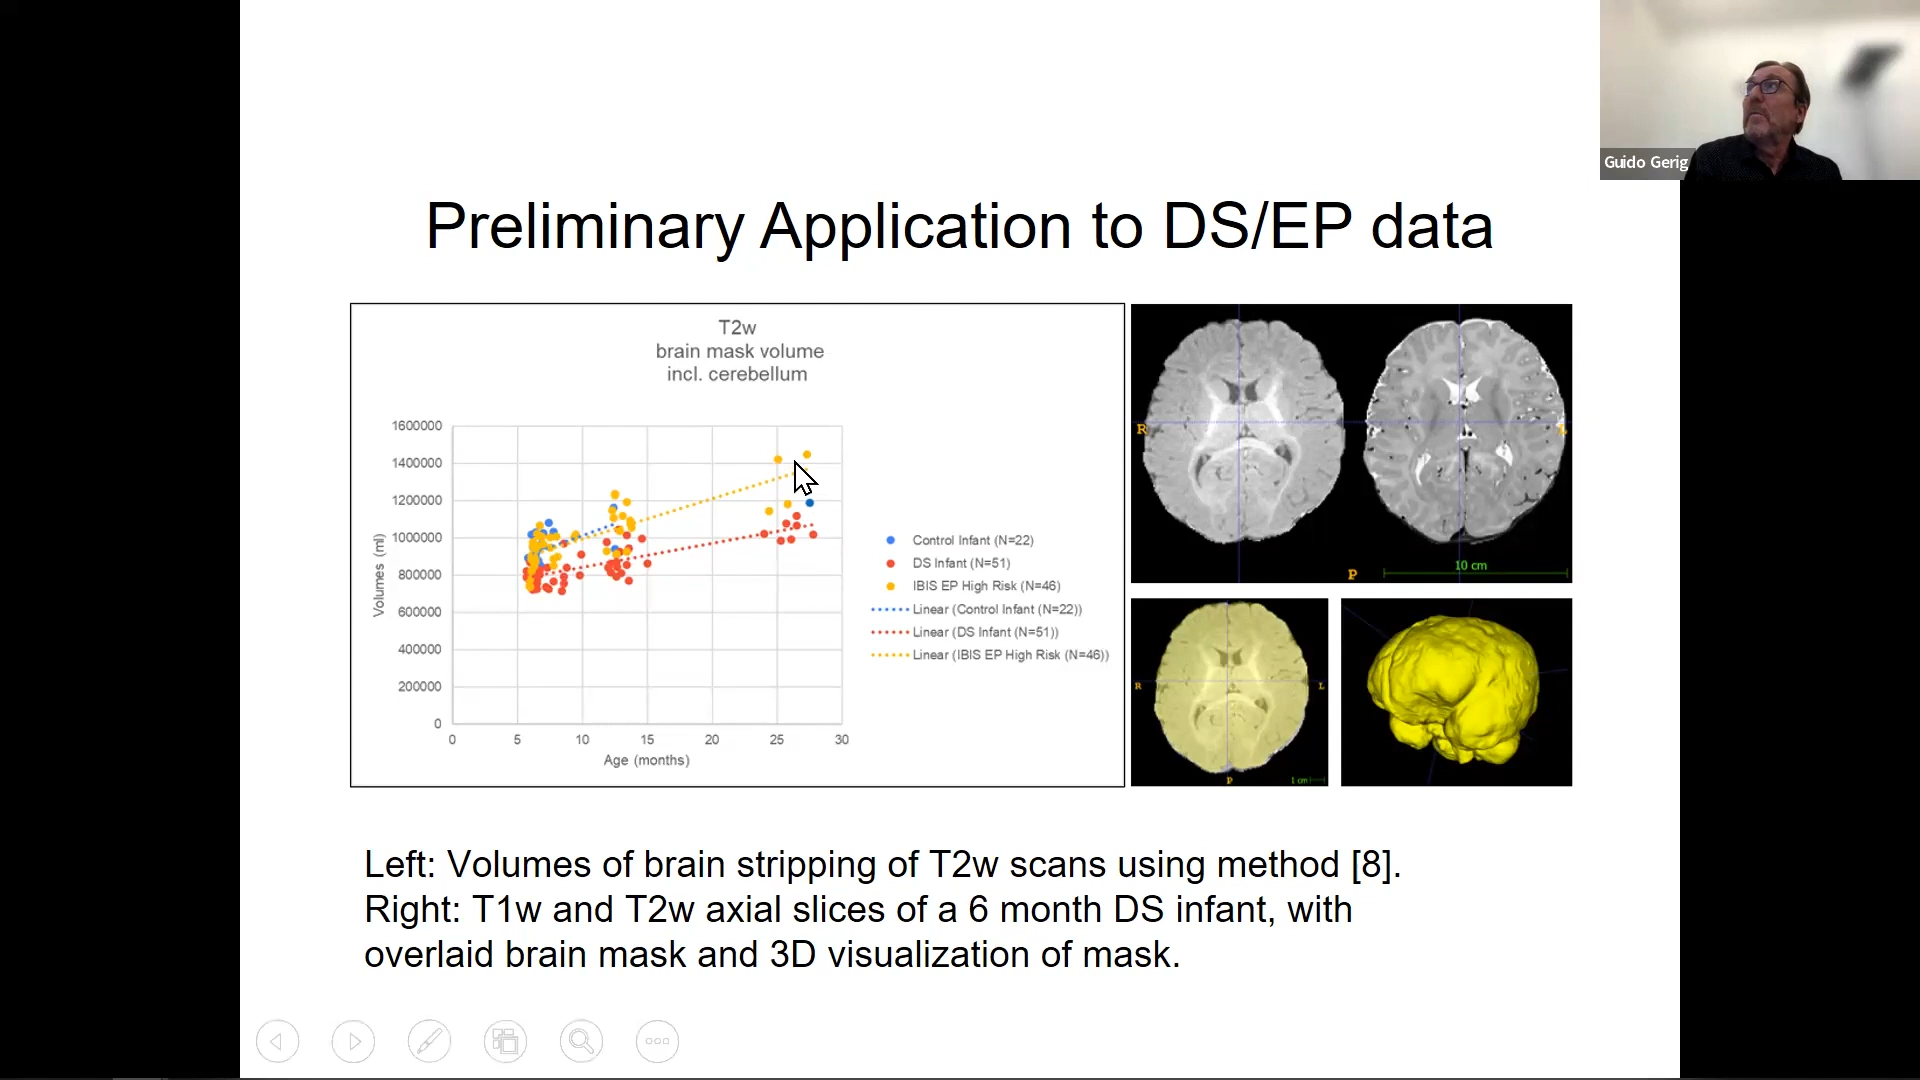 Guido Gerig
Preliminary Application to DS/EP data
T2w
brain mask volume
incl. cerebellum
1600000
1400000
1200000
1000000
800000
600000
400000
200000
0
Volumes (ml)
0 5 10 15 20 25 30
Age (months)
Control Infant (N=22)
DS Infant (N=51)
IBIS EP High Risk (N=46)
Linear (Control Infant (N=22))
Linear (DS Infant (N=51))
Linear (IBIS EP High Risk (N=46))
R
L
P
10 cm
R
L
P
1 cm
Left: Volumes of brain stripping of T2w scans using method [8].
Right: T1w and T2w axial slices of a 6 month DS infant, with
overlaid brain mask and 3D visualization of mask.